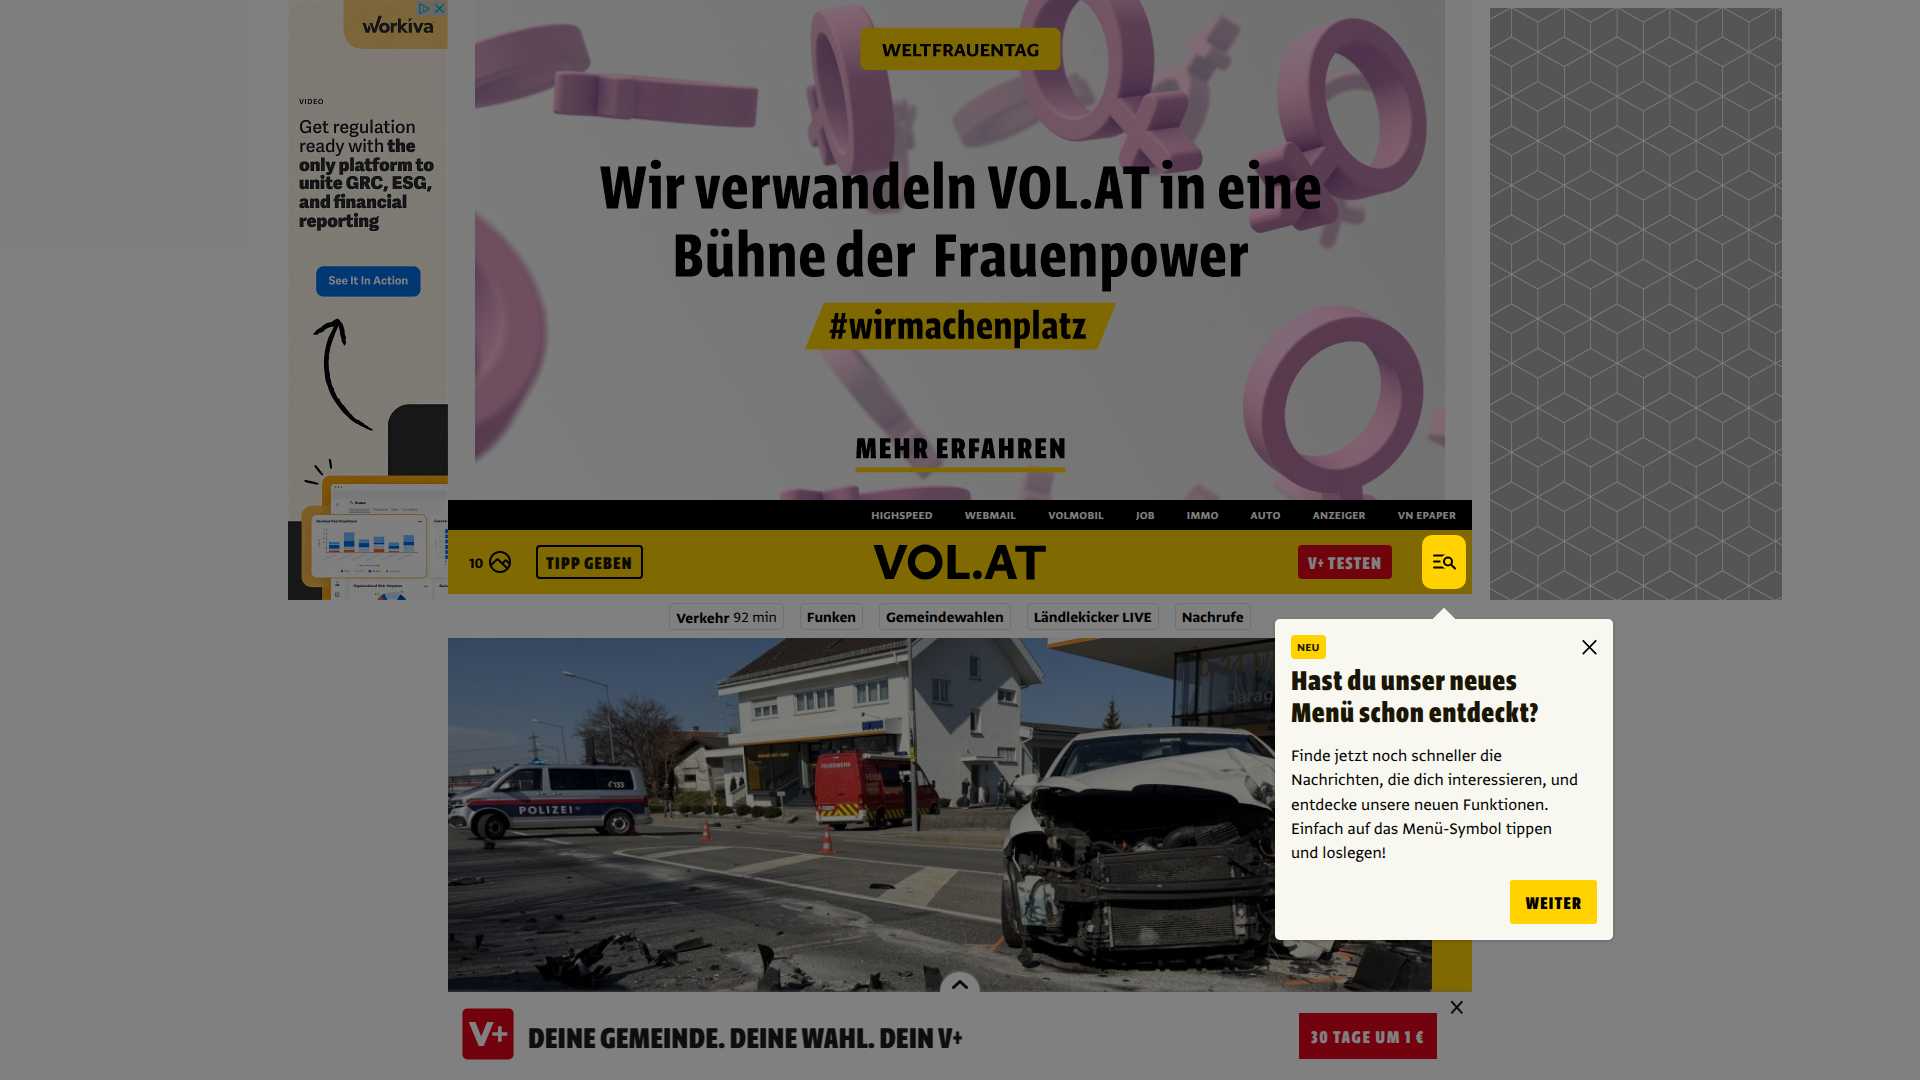 workiva
VIDEO
Get regulation
ready with the
only platform to
unite GRC, ESG,
and financial
reporting
See It In Action
WELTFRAUENTAG
Wir verwandeln VOL.AT in eine
Bühne der Frauenpower
#wirmachenplatz
MEHR ERFAHREN
HIGHSPEED WEBMAIL VOLMOBIL JOB IMMO AUTO ANZEIGER VN EPAPER
10 TIPP GEBEN VOL.AT V+ TESTEN
Verkehr 92 min Funken Gemeindewahlen Ländlekicker LIVE Nachrufe
POLIZEI
133
FEUERWEHR
NEU
Hast du unser neues
Menü schon entdeckt?
Finde jetzt noch schneller die
Nachrichten, die dich interessieren, und
entdecke unsere neuen Funktionen.
Einfach auf das Menü-Symbol tippen
und loslegen!
WEITER
V+ DEINE GEMEINDE. DEINE WAHL. DEIN V+ 30 TAGE UM 1 €